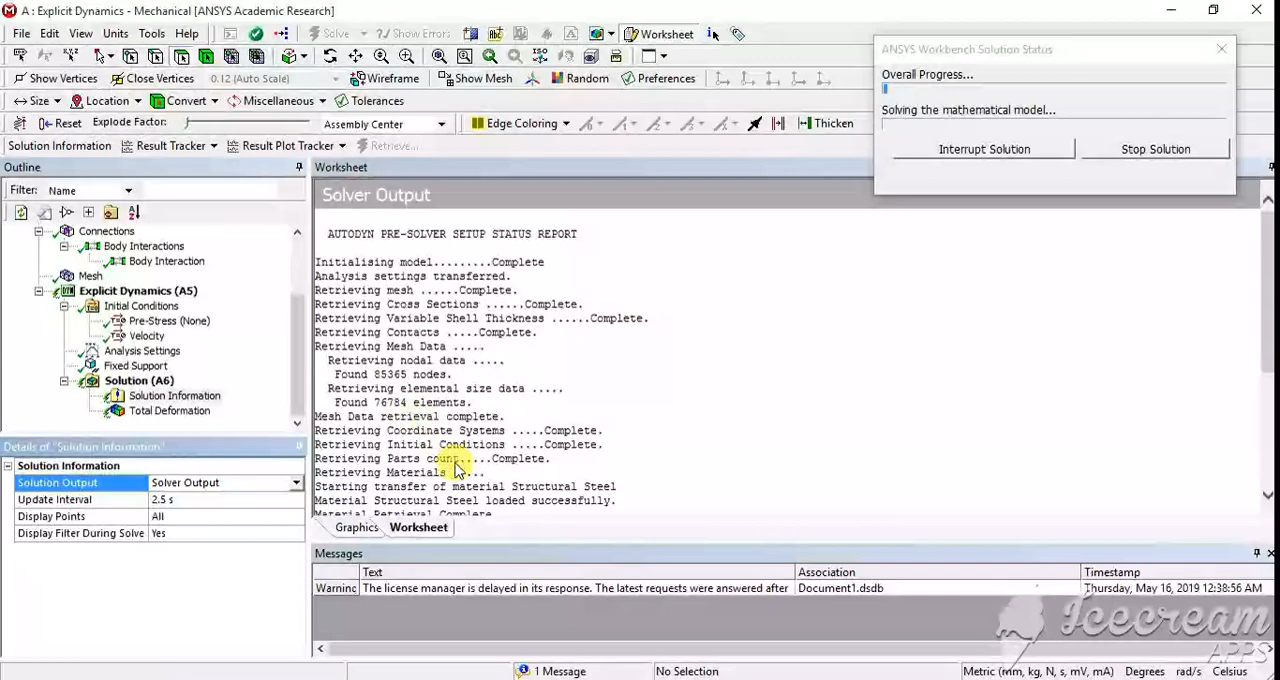 A : Explicit Dynamics - Mechanical [ANSYS Academic Research]
File Edit View Units Tools Help Solve Show Errors Worksheet
Show Vertices Close Vertices 0.12 (Auto Scale) Wireframe Show Mesh Random Preferences
Size Location Convert Miscellaneous Tolerances
Reset Explode Factor: Assembly Center Edge Coloring Thicken
Solution Information Result Tracker Result Plot Tracker Retrieve...
ANSYS Workbench Solution Status
Overall Progress...
Solving the mathematical model...
Interrupt Solution Stop Solution
Outline
Filter: Name
Connections
Body Interactions
Body Interaction
Mesh
Explicit Dynamics (A5)
Initial Conditions
Pre-Stress (None)
Velocity
Analysis Settings
Fixed Support
Solution (A6)
Solution Information
Total Deformation
Details of "Solution Information"
Solution Information
Solution Output Solver Output
Update Interval 2.5 s
Display Points All
Display Filter During Solve Yes
Worksheet
Solver Output
AUTODYN PRE-SOLVER SETUP STATUS REPORT
Initialising model.........Complete
Analysis settings transferred.
Retrieving mesh ......Complete.
Retrieving Cross Sections ......Complete.
Retrieving Variable Shell Thickness ......Complete.
Retrieving Contacts .....Complete.
Retrieving Mesh Data .....
Retrieving nodal data .....
Found 85365 nodes.
Retrieving elemental size data .....
Found 76784 elements.
Mesh Data retrieval complete.
Retrieving Coordinate Systems .....Complete.
Retrieving Initial Conditions .....Complete.
Retrieving Parts count.....Complete.
Retrieving Materials .....
Starting transfer of material Structural Steel
Material Structural Steel loaded successfully.
Material Retrieval Complete
Graphics Worksheet
Messages
Text Association Timestamp
Warning The license manager is delayed in its response. The latest requests were answered after Document1.dsdb Thursday, May 16, 2019 12:38:56 AM
Icecream
APPS
1 Message No Selection Metric (mm, kg, N, s, mV, mA) Degrees rad/s Celsius